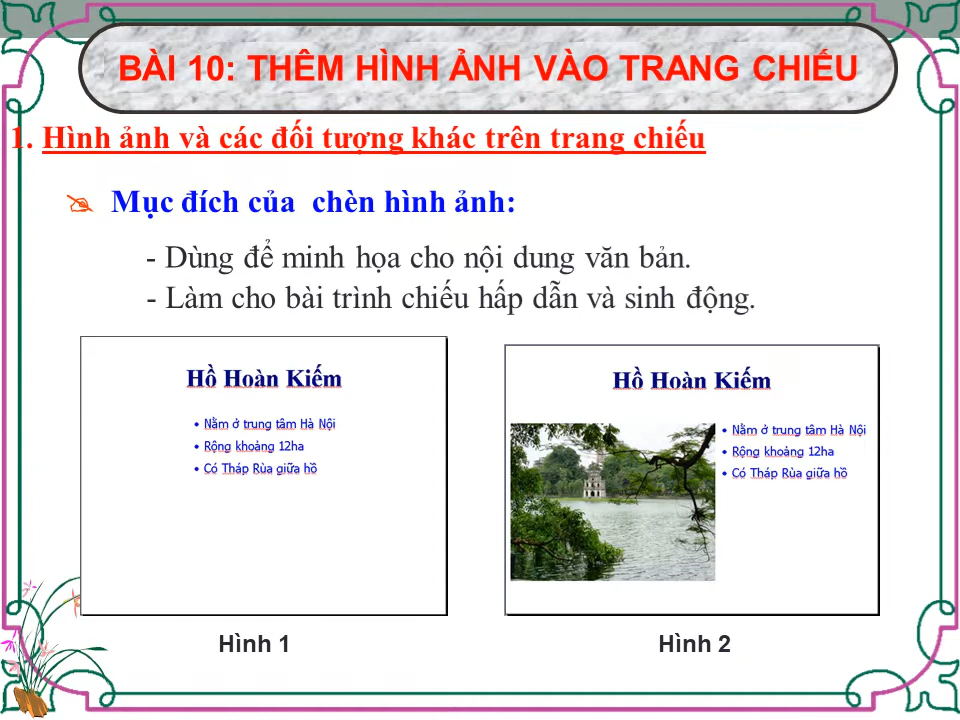 BÀI 10: THÊM HÌNH ẢNH VÀO TRANG CHIẾU
1. Hình ảnh và các đối tượng khác trên trang chiếu
Mục đích của chèn hình ảnh:
- Dùng để minh họa cho nội dung văn bản.
- Làm cho bài trình chiếu hấp dẫn và sinh động.
Hồ Hoàn Kiếm
• Nằm ở trung tâm Hà Nội
• Rộng khoảng 12ha
• Có Tháp Rùa giữa hồ
Hình 1
Hồ Hoàn Kiếm
• Nằm ở trung tâm Hà Nội
• Rộng khoảng 12ha
• Có Tháp Rùa giữa hồ
Hình 2